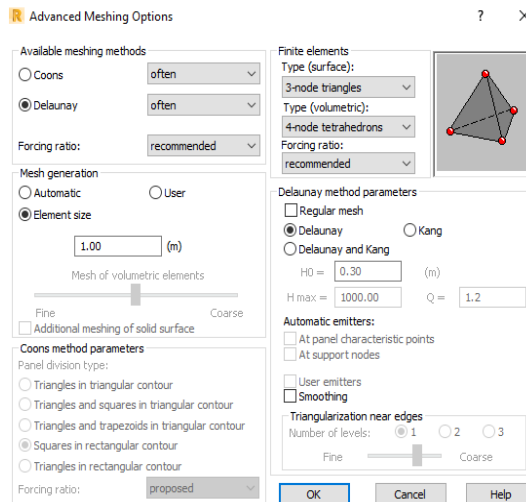 R Advanced Meshing Options ? ×
Available meshing methods
Coons often
Delaunay often
Forcing ratio: recommended
Mesh generation
Automatic User
Element size
1.00 (m)
Mesh of volumetric elements
Fine Coarse
Additional meshing of solid surface
Coons method parameters
Panel division type:
Triangles in triangular contour
Triangles and squares in triangular contour
Triangles and trapezoids in triangular contour
Squares in rectangular contour
Triangles in rectangular contour
Forcing ratio: proposed
Finite elements
Type (surface):
3-node triangles
Type (volumetric):
4-node tetrahedrons
Forcing ratio:
recommended
Delaunay method parameters
Regular mesh
Delaunay Kang
Delaunay and Kang
H0 = 0.30 (m)
H max = 1000.00 Q = 1.2
Automatic emitters:
At panel characteristic points
At support nodes
User emitters
Smoothing
Triangularization near edges
Number of levels: 1 2 3
Fine Coarse
OK Cancel Help